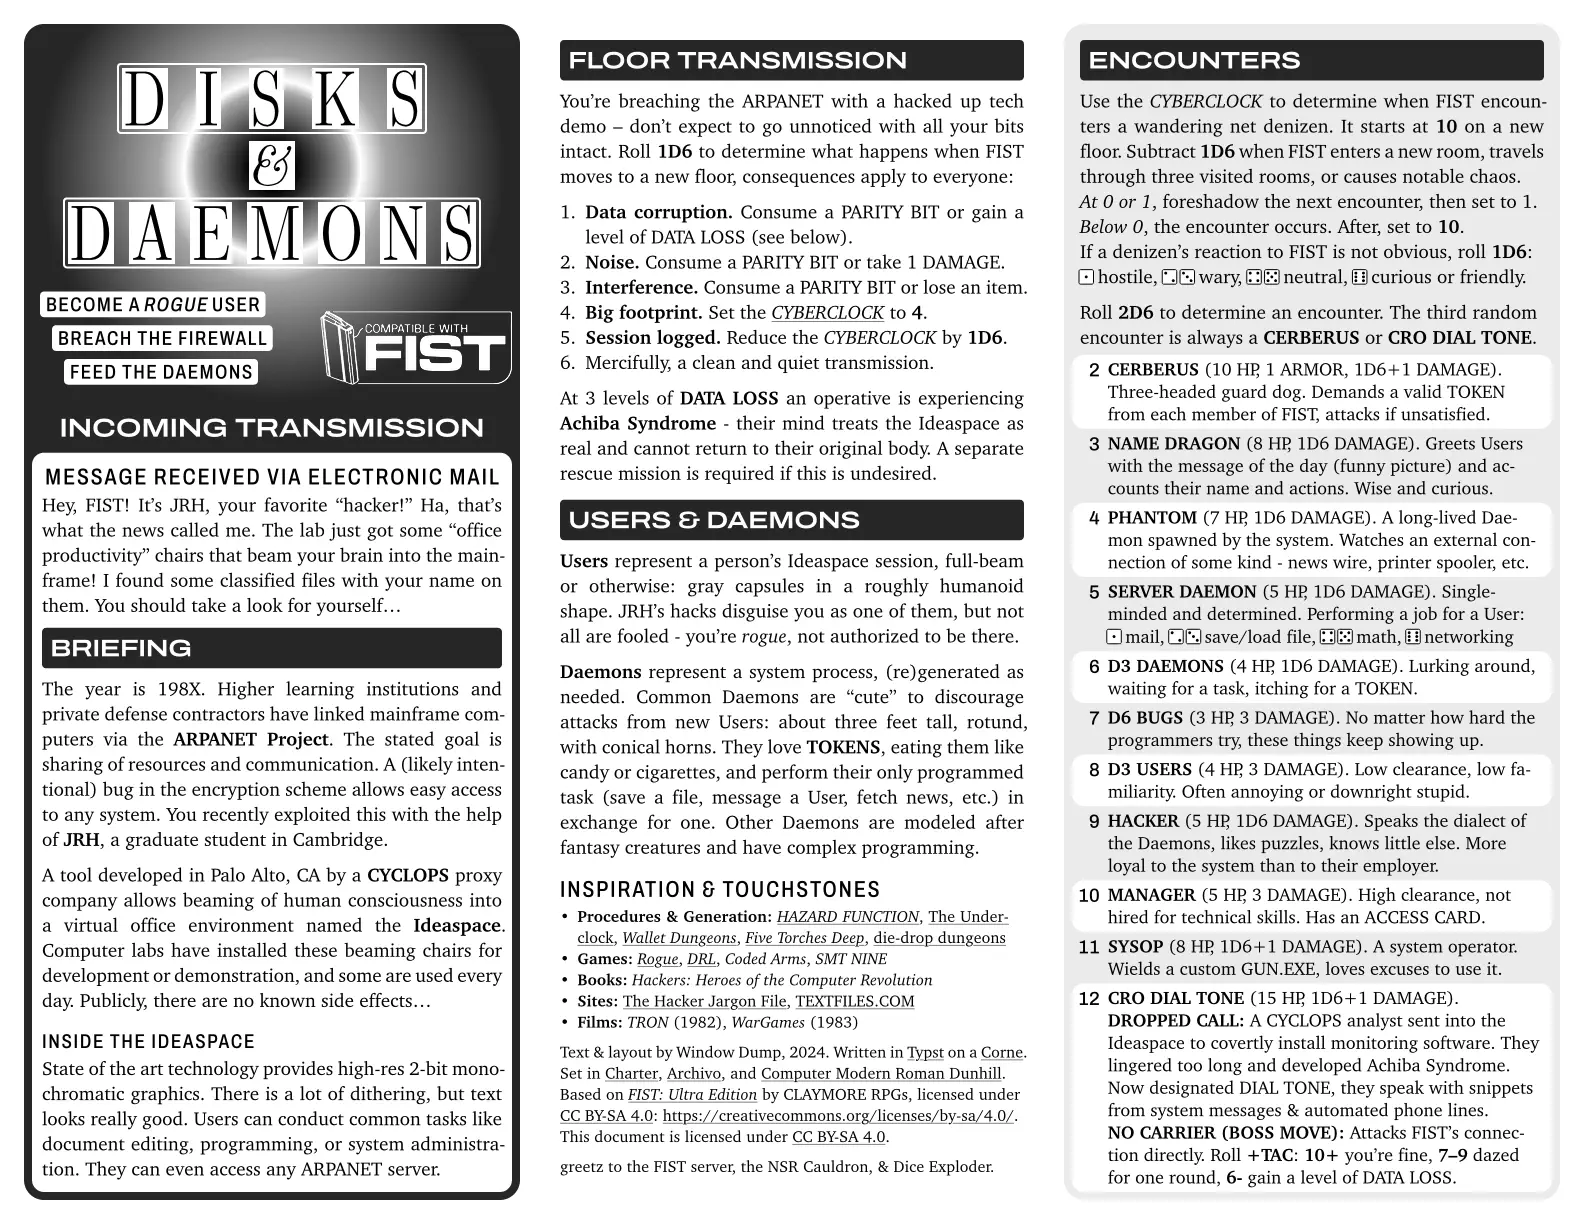 DISKS
&
DAEMONS
BECOME A ROGUE USER
BREACH THE FIREWALL
FEED THE DAEMONS
COMPATIBLE WITH
FIST
INCOMING TRANSMISSION
MESSAGE RECEIVED VIA ELECTRONIC MAIL
Hey, FIST! It’s JRH, your favorite “hacker!” Ha, that’s
what the news called me. The lab just got some “office
productivity” chairs that beam your brain into the main-
frame! I found some classified files with your name on
them. You should take a look for yourself…
BRIEFING
The year is 198X. Higher learning institutions and
private defense contractors have linked mainframe com-
puters via the ARPANET Project. The stated goal is
sharing of resources and communication. A (likely inten-
tional) bug in the encryption scheme allows easy access
to any system. You recently exploited this with the help
of JRH, a graduate student in Cambridge.
A tool developed in Palo Alto, CA by a CYCLOPS proxy
company allows beaming of human consciousness into
a virtual office environment named the Ideaspace.
Computer labs have installed these beaming chairs for
development or demonstration, and some are used every
day. Publicly, there are no known side effects…
INSIDE THE IDEASPACE
State of the art technology provides high-res 2-bit mono-
chromatic graphics. There is a lot of dithering, but text
looks really good. Users can conduct common tasks like
document editing, programming, or system administra-
tion. They can even access any ARPANET server.
FLOOR TRANSMISSION
You’re breaching the ARPANET with a hacked up tech
demo – don’t expect to go unnoticed with all your bits
intact. Roll 1D6 to determine what happens when FIST
moves to a new floor, consequences apply to everyone:
1. Data corruption. Consume a PARITY BIT or gain a
level of DATA LOSS (see below).
2. Noise. Consume a PARITY BIT or take 1 DAMAGE.
3. Interference. Consume a PARITY BIT or lose an item.
4. Big footprint. Set the CYBERCLOCK to 4.
5. Session logged. Reduce the CYBERCLOCK by 1D6.
6. Mercifully, a clean and quiet transmission.
At 3 levels of DATA LOSS an operative is experiencing
Achiba Syndrome - their mind treats the Ideaspace as
real and cannot return to their original body. A separate
rescue mission is required if this is undesired.
USERS & DAEMONS
Users represent a person’s Ideaspace session, full-beam
or otherwise: gray capsules in a roughly humanoid
shape. JRH’s hacks disguise you as one of them, but not
all are fooled - you’re rogue, not authorized to be there.
Daemons represent a system process, (re)generated as
needed. Common Daemons are “cute” to discourage
attacks from new Users: about three feet tall, rotund,
with conical horns. They love TOKENS, eating them like
candy or cigarettes, and perform their only programmed
task (save a file, message a User, fetch news, etc.) in
exchange for one. Other Daemons are modeled after
fantasy creatures and have complex programming.
INSPIRATION & TOUCHSTONES
• Procedures & Generation: HAZARD FUNCTION, The Under-
clock, Wallet Dungeons, Five Torches Deep, die-drop dungeons
• Games: Rogue, DRL, Coded Arms, SMT NINE
• Books: Hackers: Heroes of the Computer Revolution
• Sites: The Hacker Jargon File, TEXTFILES.COM
• Films: TRON (1982), WarGames (1983)
Text & layout by Window Dump, 2024. Written in Typst on a Corne.
Set in Charter, Archivo, and Computer Modern Roman Dunhill.
Based on FIST: Ultra Edition by CLAYMORE RPGs, licensed under
CC BY-SA 4.0: https://creativecommons.org/licenses/by-sa/4.0/.
This document is licensed under CC BY-SA 4.0.
greetz to the FIST server, the NSR Cauldron, & Dice Exploder.
ENCOUNTERS
Use the CYBERCLOCK to determine when FIST encoun-
ters a wandering net denizen. It starts at 10 on a new
floor. Subtract 1D6 when FIST enters a new room, travels
through three visited rooms, or causes notable chaos.
At 0 or 1, foreshadow the next encounter, then set to 1.
Below 0, the encounter occurs. After, set to 10.
If a denizen’s reaction to FIST is not obvious, roll 1D6:
⚀ hostile, ⚁⚂ wary, ⚃⚄ neutral, ⚅ curious or friendly.
Roll 2D6 to determine an encounter. The third random
encounter is always a CERBERUS or CRO DIAL TONE.
2 CERBERUS (10 HP, 1 ARMOR, 1D6+1 DAMAGE).
Three-headed guard dog. Demands a valid TOKEN
from each member of FIST, attacks if unsatisfied.
3 NAME DRAGON (8 HP, 1D6 DAMAGE). Greets Users
with the message of the day (funny picture) and ac-
counts their name and actions. Wise and curious.
4 PHANTOM (7 HP, 1D6 DAMAGE). A long-lived Dae-
mon spawned by the system. Watches an external con-
nection of some kind - news wire, printer spooler, etc.
5 SERVER DAEMON (5 HP, 1D6 DAMAGE). Single-
minded and determined. Performing a job for a User:
⚀ mail, ⚁⚂ save/load file, ⚃⚄ math, ⚅ networking
6 D3 DAEMONS (4 HP, 1D6 DAMAGE). Lurking around,
waiting for a task, itching for a TOKEN.
7 D6 BUGS (3 HP, 3 DAMAGE). No matter how hard the
programmers try, these things keep showing up.
8 D3 USERS (4 HP, 3 DAMAGE). Low clearance, low fa-
miliarity. Often annoying or downright stupid.
9 HACKER (5 HP, 1D6 DAMAGE). Speaks the dialect of
the Daemons, likes puzzles, knows little else. More
loyal to the system than to their employer.
10 MANAGER (5 HP, 3 DAMAGE). High clearance, not
hired for technical skills. Has an ACCESS CARD.
11 SYSOP (8 HP, 1D6+1 DAMAGE). A system operator.
Wields a custom GUN.EXE, loves excuses to use it.
12 CRO DIAL TONE (15 HP, 1D6+1 DAMAGE).
DROPPED CALL: A CYCLOPS analyst sent into the
Ideaspace to covertly install monitoring software. They
lingered too long and developed Achiba Syndrome.
Now designated DIAL TONE, they speak with snippets
from system messages & automated phone lines.
NO CARRIER (BOSS MOVE): Attacks FIST’s connec-
tion directly. Roll +TAC: 10+ you’re fine, 7–9 dazed
for one round, 6- gain a level of DATA LOSS.